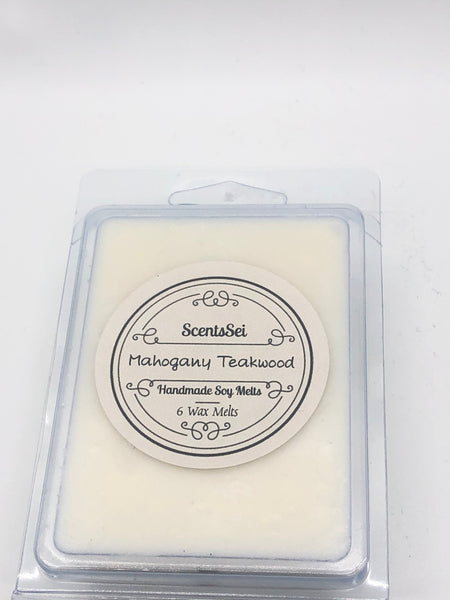 ScentsSei
Mahogany Teakwood
Handmade Soy Melts
6 Wax Melts